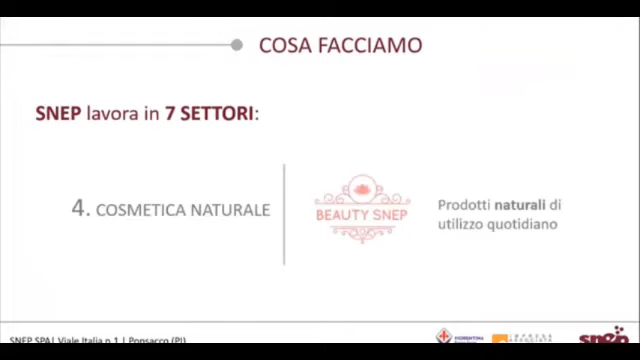 COSA FACCIAMO
SNEP lavora in 7 SETTORI:
4. COSMETICA NATURALE
BEAUTY SNEP
Prodotti naturali di
utilizzo quotidiano
SNEP SPA| Viale Italia n.1 | Ponsacco (PI)
FIORENTINA
snep